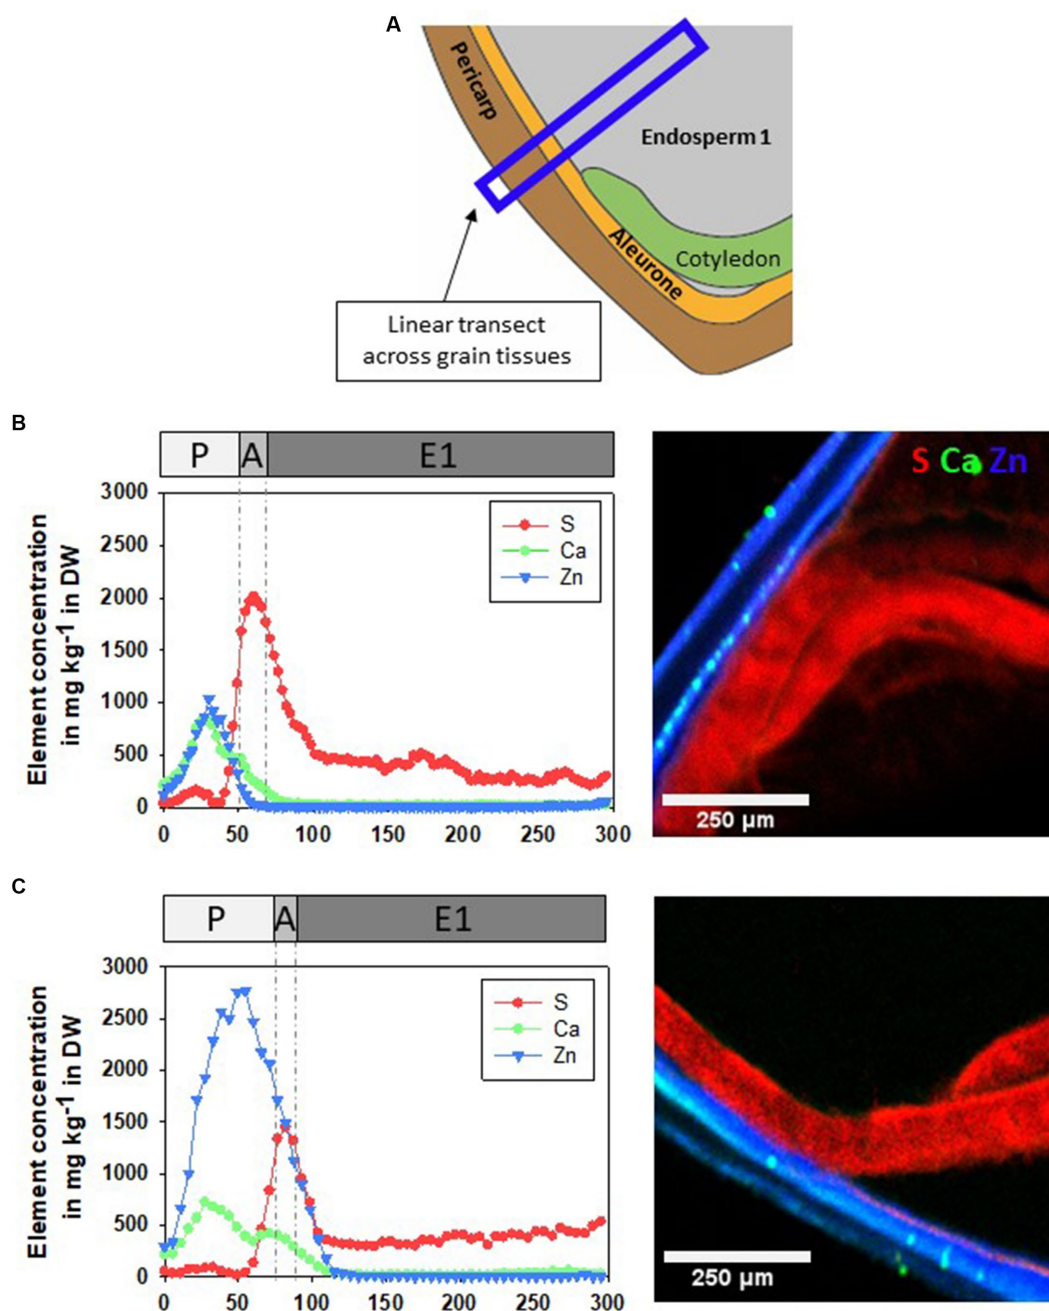 A
Pericarp
Endosperm 1
Aleurone
Cotyledon
Linear transect
across grain tissues
B
P A E1
Element concentration
in mg kg-1 in DW
3000
2500
2000
1500
1000
500
0
S
Ca
Zn
0 50 100 150 200 250 300
S Ca Zn
250 µm
C
P A E1
Element concentration
in mg kg-1 in DW
3000
2500
2000
1500
1000
500
0
S
Ca
Zn
0 50 100 150 200 250 300
250 µm